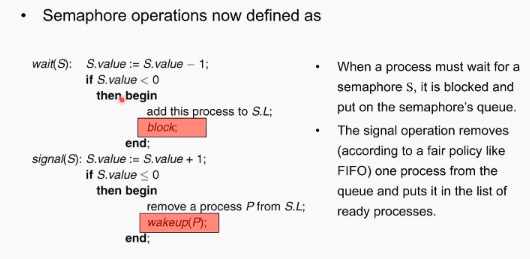 • Semaphore operations now defined as
wait(S): S.value := S.value – 1;
if S.value < 0
then begin
add this process to S.L;
block;
end;
signal(S): S.value := S.value + 1;
if S.value ≤ 0
then begin
remove a process P from S.L;
wakeup(P);
end;
• When a process must wait for a
semaphore S, it is blocked and
put on the semaphore's queue.
• The signal operation removes
(according to a fair policy like
FIFO) one process from the
queue and puts it in the list of
ready processes.